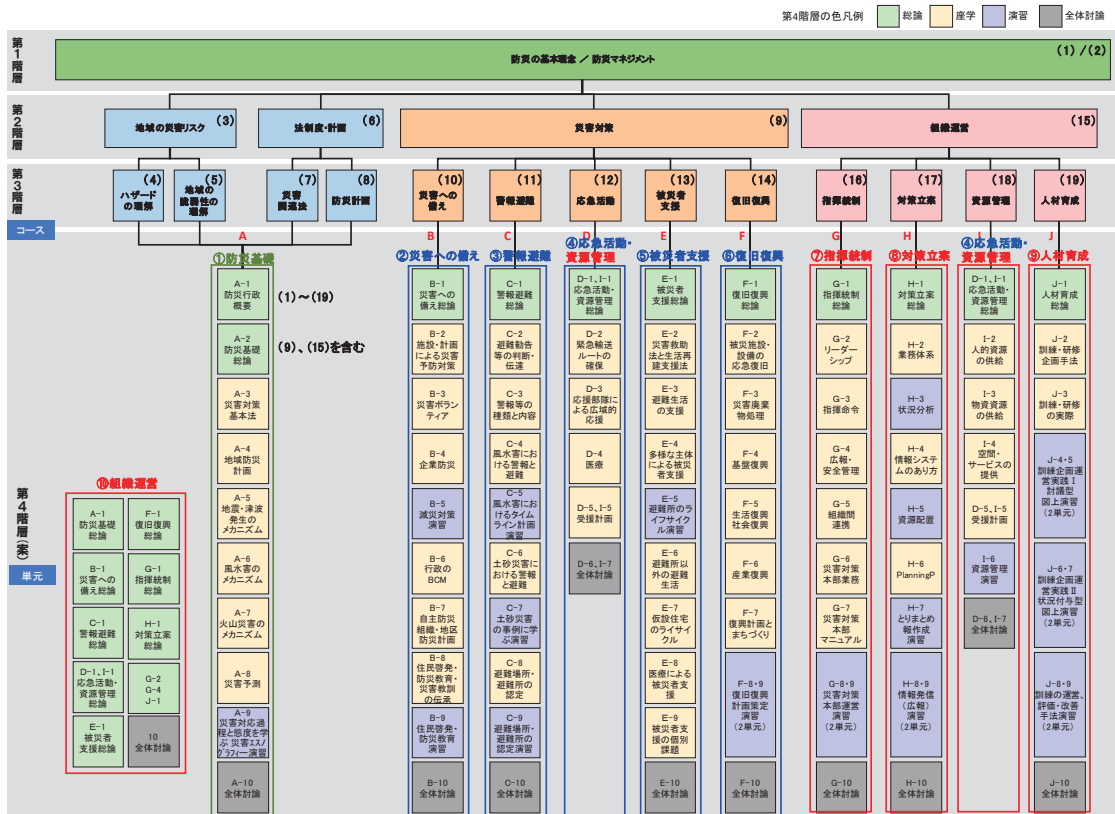 第4階層の色凡例
総論
座学
演習
全体討論
第1階層
防災の基本理念 ／ 防災マネジメント
(1) /(2)
第2階層
地域の災害リスク
(3)
法制度・計画
(6)
災害対策
(9)
組織運営
(15)
第3階層
(4)
ハザード
の理解
(5)
地域の
脆弱性の
理解
(7)
災害
関連法
(8)
防災計画
(10)
災害への
備え
(11)
警報避難
(12)
応急活動
(13)
被災者
支援
(14)
復旧復興
(16)
指揮統制
(17)
対策立案
(18)
資源管理
(19)
人材育成
コース
A
①防災基礎
B
②災害への備え
C
③警報避難
D
④応急活動・
資源管理
E
⑤被災者支援
F
⑥復旧復興
G
⑦指揮統制
H
⑧対策立案
I
④応急活動・
資源管理
J
⑨人材育成
第4階層(案)
単元
⑩組織運営
A-1
防災基礎
総論
F-1
復旧復興
総論
B-1
災害への
備え総論
G-1
指揮統制
総論
C-1
警報避難
総論
H-1
対策立案
総論
D-1、I-1
応急活動・
資源管理
総論
G-2
G-4
J-1
E-1
被災者
支援総論
10
全体討論
A-1
防災行政
概要
(1)～(19)
A-2
防災基礎
総論
(9)、(15)を含む
A-3
災害対策
基本法
A-4
地域防災
計画
A-5
地震・津波
発生の
メカニズム
A-6
風水害の
メカニズム
A-7
火山災害の
メカニズム
A-8
災害予測
A-9
災害対応過
程と態度を学
ぶ 災害エスノ
グラフィー演習
A-10
全体討論
B-1
災害への
備え総論
B-2
施設・計画
による災害
予防対策
B-3
災害ボラン
ティア
B-4
企業防災
B-5
減災対策
演習
B-6
行政の
BCM
B-7
自主防災
組織・地区
防災計画
B-8
住民啓発・
防災教育・
災害教訓
の伝承
B-9
住民啓発・
防災教育
演習
B-10
全体討論
C-1
警報避難
総論
C-2
避難勧告
等の判断・
伝達
C-3
警報等の
種類と内容
C-4
風水害にお
ける警報と
避難
C-5
風水害にお
けるタイム
ライン計画
演習
C-6
土砂災害に
おける警報
と避難
C-7
土砂災害
の事例に学
ぶ演習
C-8
避難場所・
避難所の
認定
C-9
避難場所・
避難所の
認定演習
C-10
全体討論
D-1、I-1
応急活動・
資源管理
総論
D-2
緊急輸送
ルートの
確保
D-3
応援部隊に
よる広域的
応援
D-4
医療
D-5、I-5
受援計画
D-6、I-7
全体討論
E-1
被災者
支援総論
E-2
災害救助
法と生活再
建支援法
E-3
避難生活
の支援
E-4
多様な主体
による被災
者支援
E-5
避難所のラ
イフサイク
ル演習
E-6
避難所以
外の避難
生活
E-7
仮設住宅
のライサイ
クル
E-8
医療による
被災者支
援
E-9
被災者支
援の個別
課題
E-10
全体討論
F-1
復旧復興
総論
F-2
被災施設・
設備の
応急復旧
F-3
災害廃棄
物処理
F-4
基盤復興
F-5
生活復興
社会復興
F-6
産業復興
F-7
復興計画と
まちづくり
F-8・9
復旧復興
計画策定
演習
(2単元)
F-10
全体討論
G-1
指揮統制
総論
G-2
リーダー
シップ
G-3
指揮命令
G-4
広報・
安全管理
G-5
組織間
連携
G-6
災害対策
本部業務
G-7
災害対策
本部
マニュアル
G-8・9
災害対策
本部運営
演習
(2単元)
G-10
全体討論
H-1
対策立案
総論
H-2
業務体系
H-3
状況分析
H-4
情報システ
ムのあり方
H-5
資源配置
H-6
PlanningP
H-7
とりまとめ
報作成
演習
H-8・9
情報発信
(広報)
演習
(2単元)
H-10
全体討論
D-1、I-1
応急活動・
資源管理
総論
I-2
人的資源
の供給
I-3
物資資源
の供給
I-4
空間・
サービスの
提供
D-5、I-5
受援計画
I-6
資源管理
演習
D-6、I-7
全体討論
J-1
人材育成
総論
J-2
訓練・研修
企画手法
J-3
訓練・研修
の実際
J-4・5
訓練企画運
営実践Ⅰ
討議型
図上演習
(2単元)
J-6・7
訓練企画運
営実践Ⅱ
状況付与型
図上演習
(2単元)
J-8・9
訓練の運営、
評価・改善
手法演習
(2単元)
J-10
全体討論